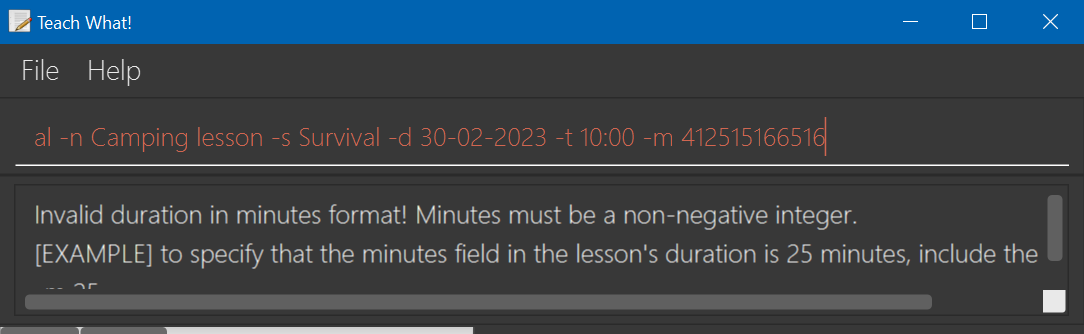 Teach What!
File Help
al -n Camping lesson -s Survival -d 30-02-2023 -t 10:00 -m 412515166516
Invalid duration in minutes format! Minutes must be a non-negative integer.
[EXAMPLE] to specify that the minutes field in the lesson's duration is 25 minutes, include the